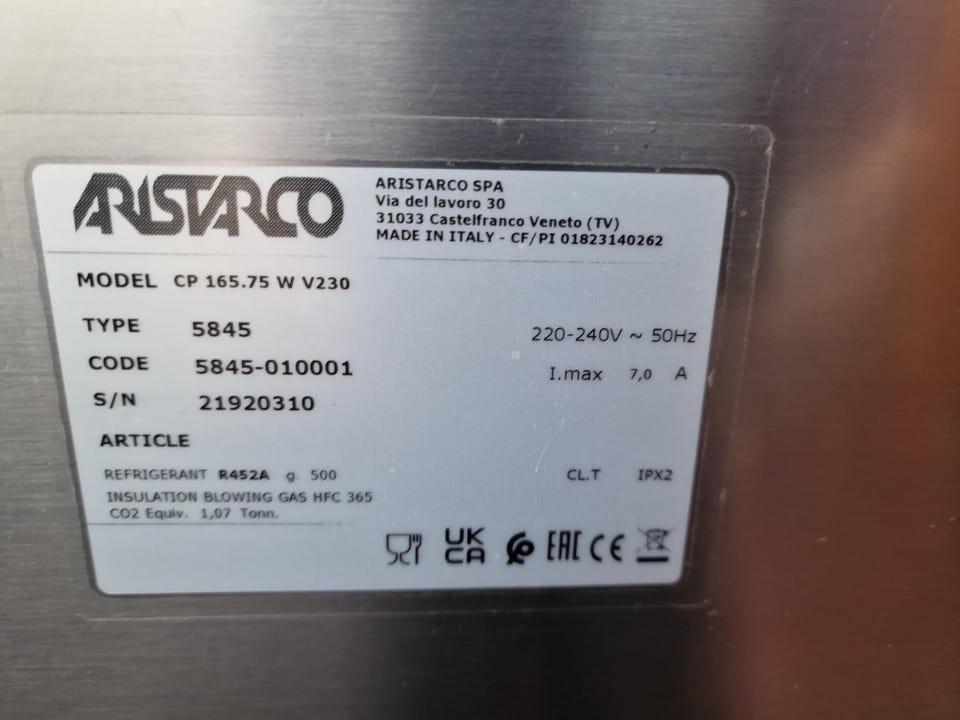 ARISTARCO
ARISTARCO SPA
Via del lavoro 30
31033 Castelfranco Veneto (TV)
MADE IN ITALY - CF/PI 01823140262
MODEL CP 165.75 W V230
TYPE 5845
220-240V ~ 50Hz
CODE 5845-010001
I.max 7,0 A
S/N 21920310
ARTICLE
REFRIGERANT R452A g. 500
CL.T IPX2
INSULATION BLOWING GAS HFC 365
CO2 Equiv. 1,07 Tonn.
UK
CA
EAC
CE